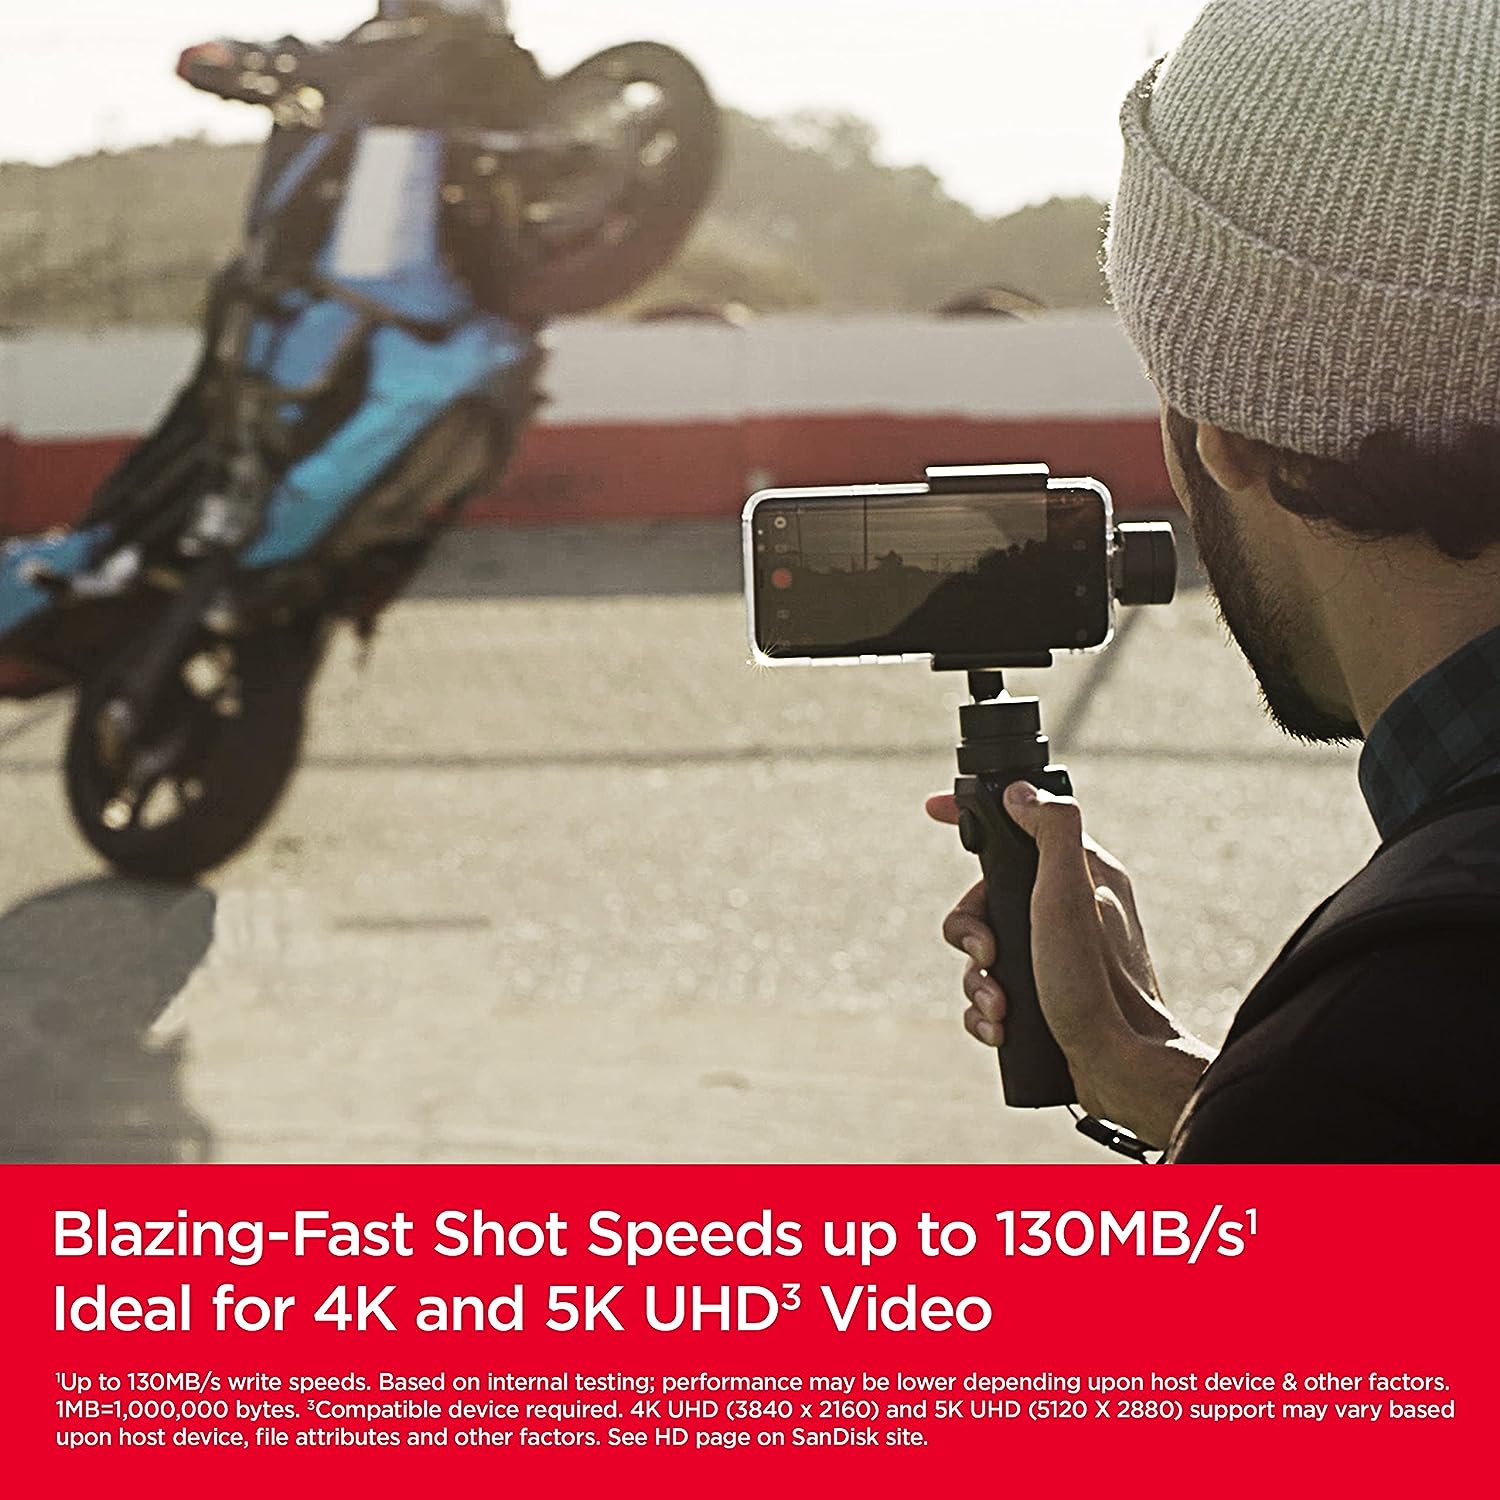 Blazing-Fast Shot Speeds up to 130MB/s¹
Ideal for 4K and 5K UHD³ Video
¹Up to 130MB/s write speeds. Based on internal testing; performance may be lower depending upon host device & other factors.
1MB=1,000,000 bytes. ³Compatible device required. 4K UHD (3840 x 2160) and 5K UHD (5120 X 2880) support may vary based
upon host device, file attributes and other factors. See HD page on SanDisk site.